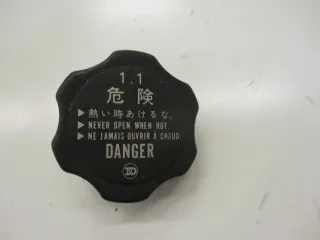 1.1
危険
▶熱い時あけるな。
▶NEVER OPEN WHEN HOT.
▶NE JAMAIS OUVRIR À CHAUD.
DANGER